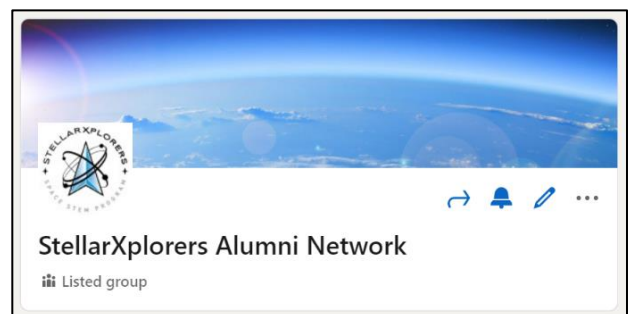 STELLARXPLORERS
SPACE STEM PROGRAM
StellarXplorers Alumni Network
Listed group